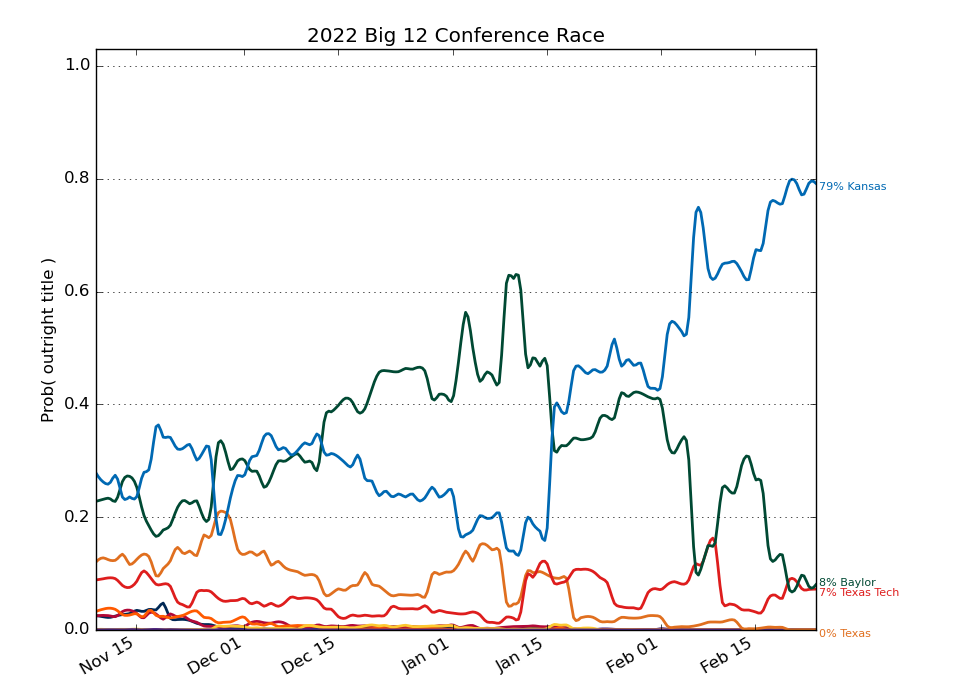 2022 Big 12 Conference Race
Prob( outright title )
1.0
0.8
0.6
0.4
0.2
0.0
79% Kansas
8% Baylor
7% Texas Tech
0% Texas
Nov 15
Dec 01
Dec 15
Jan 01
Jan 15
Feb 01
Feb 15